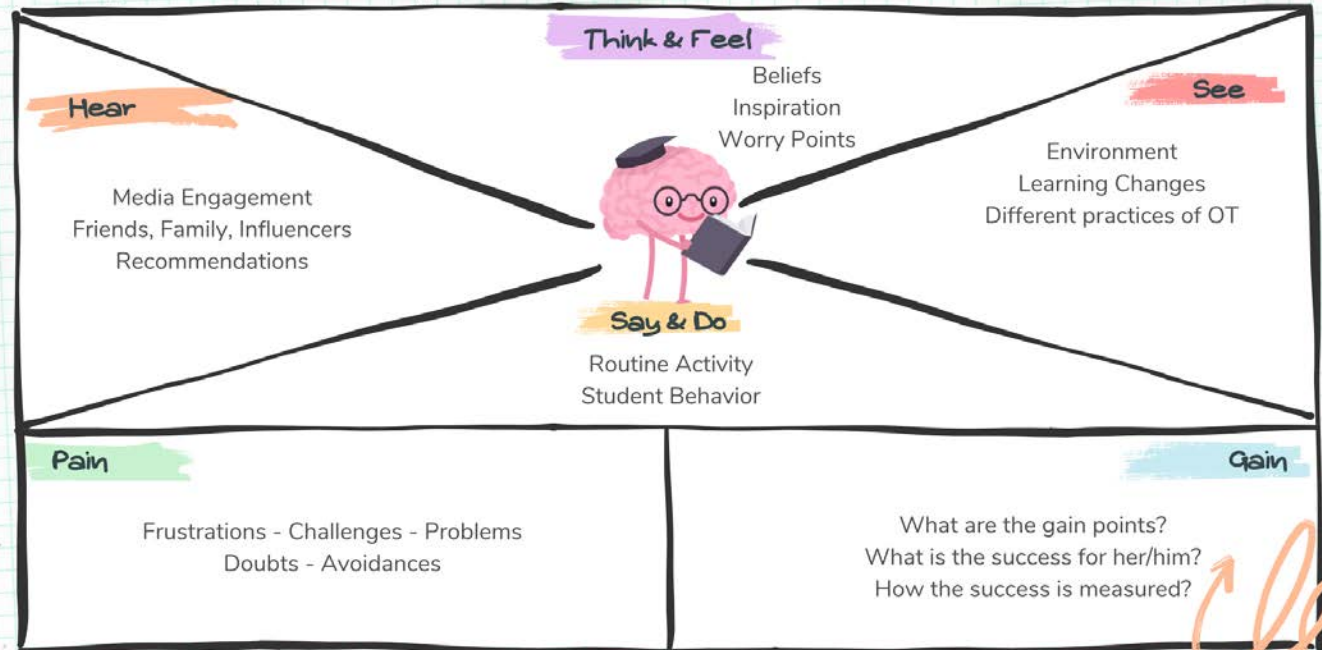 Think & Feel
Beliefs
Inspiration
Worry Points
Hear
Media Engagement
Friends, Family, Influencers
Recommendations
See
Environment
Learning Changes
Different practices of OT
Say & Do
Routine Activity
Student Behavior
Pain
Frustrations - Challenges - Problems
Doubts - Avoidances
Gain
What are the gain points?
What is the success for her/him?
How the success is measured?